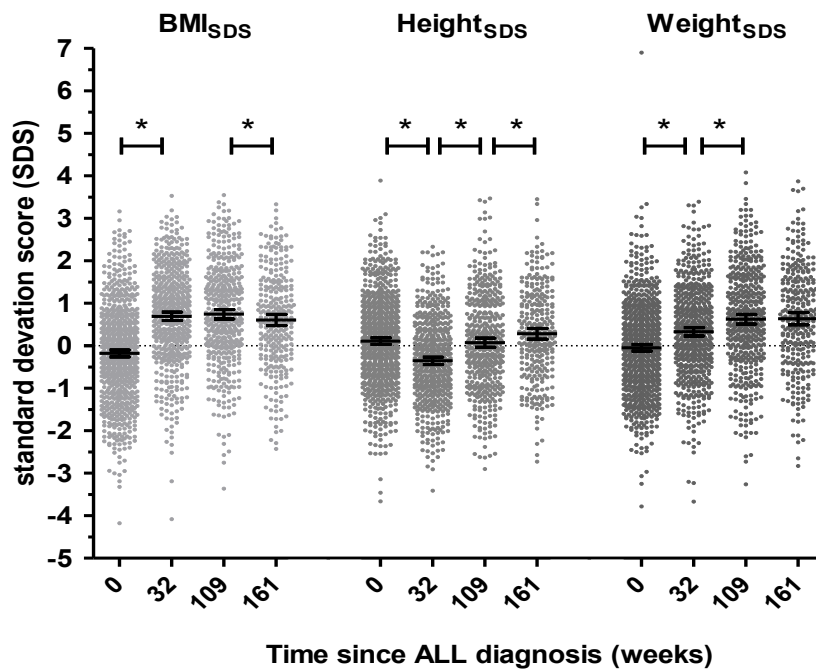 BMISDS HeightSDS WeightSDS
7
6
5
4
3
2
1
0
-1
-2
-3
-4
-5
standard devation score (SDS)
* * * * * * *
0 32 109 161 0 32 109 161 0 32 109 161
Time since ALL diagnosis (weeks)